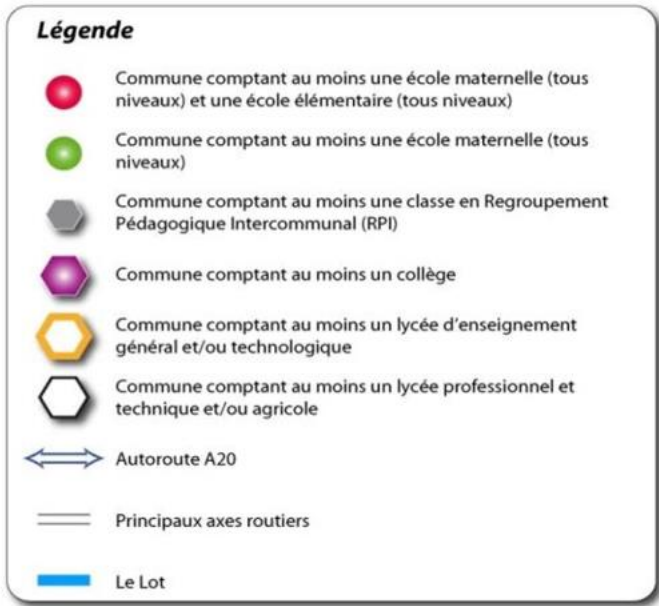 Légende
Commune comptant au moins une école maternelle (tous
niveaux) et une école élémentaire (tous niveaux)
Commune comptant au moins une école maternelle (tous
niveaux)
Commune comptant au moins une classe en Regroupement
Pédagogique Intercommunal (RPI)
Commune comptant au moins un collège
Commune comptant au moins un lycée d'enseignement
général et/ou technologique
Commune comptant au moins un lycée professionnel et
technique et/ou agricole
Autoroute A20
Principaux axes routiers
Le Lot